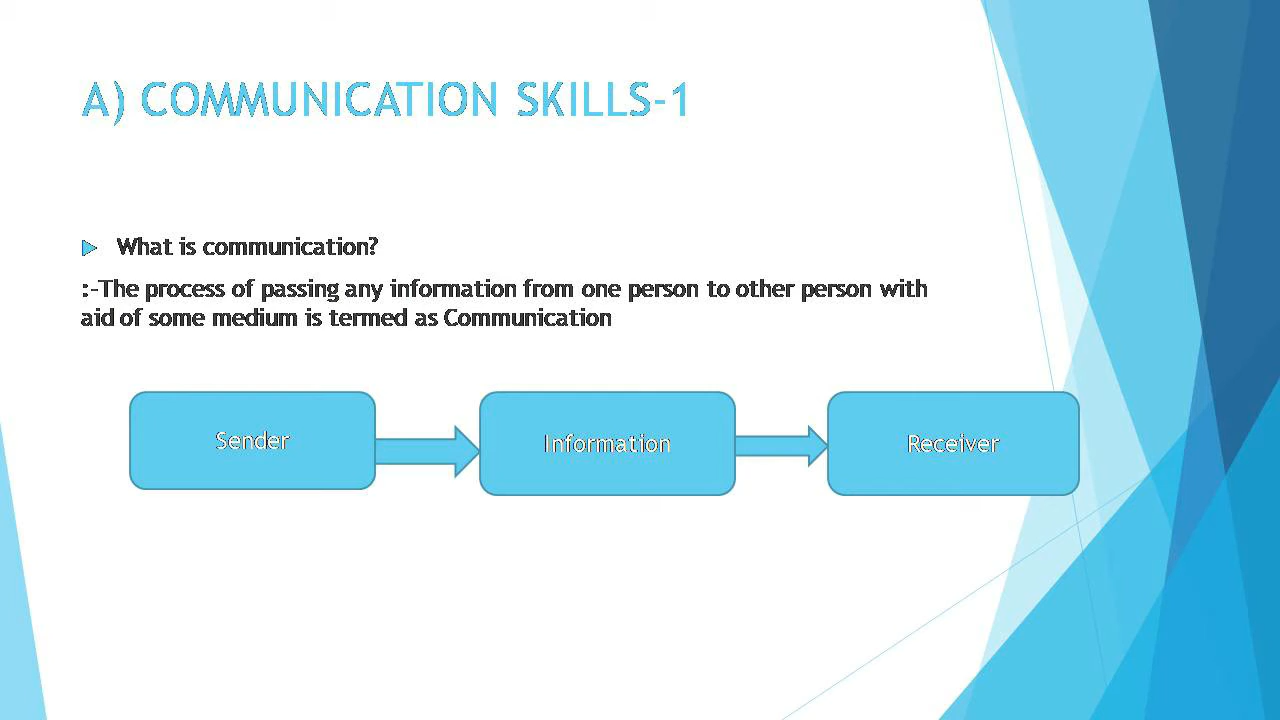 A) COMMUNICATION SKILLS-1
What is communication?
:-The process of passing any information from one person to other person with
aid of some medium is termed as Communication
Sender
Information
Receiver